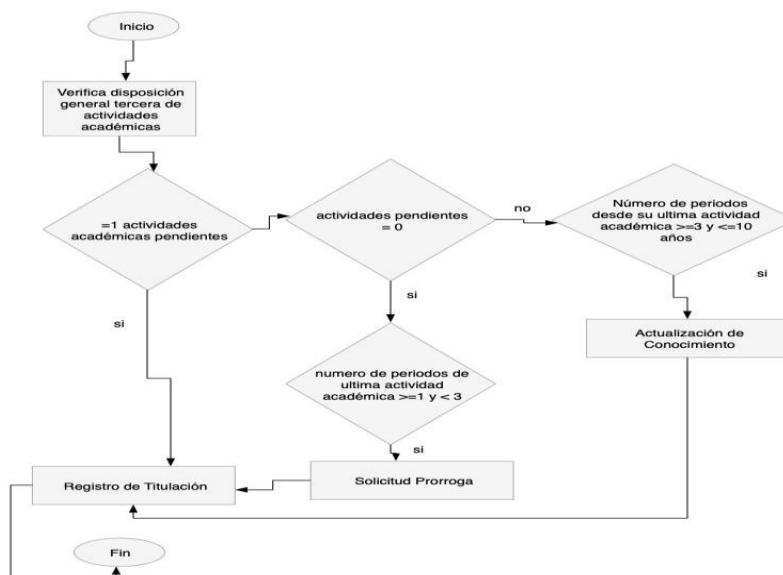 Inicio
Verifica disposición
general tercera de
actividades
académicas
=1 actividades
académicas pendientes
actividades pendientes
= 0
no
Número de periodos
desde su ultima actividad
académica >=3 y <=10
años
si
si
si
Actualización de
Conocimiento
numero de periodos de
ultima actividad
académica >=1 y < 3
si
Registro de Titulación
Solicitud Prorroga
Fin